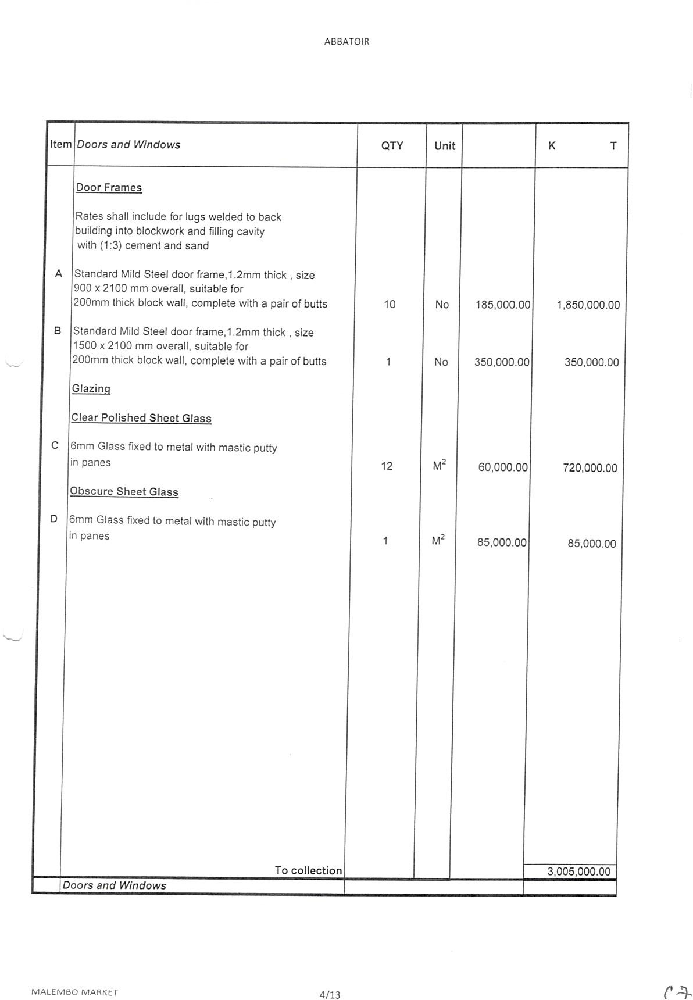 ABBATOIR
Item Doors and Windows QTY Unit K T
Door Frames
Rates shall include for lugs welded to back
building into blockwork and filling cavity
with (1:3) cement and sand
A Standard Mild Steel door frame,1.2mm thick , size
900 x 2100 mm overall, suitable for
200mm thick block wall, complete with a pair of butts 10 No 185,000.00 1,850,000.00
B Standard Mild Steel door frame,1.2mm thick , size
1500 x 2100 mm overall, suitable for
200mm thick block wall, complete with a pair of butts 1 No 350,000.00 350,000.00
Glazing
Clear Polished Sheet Glass
C 6mm Glass fixed to metal with mastic putty
in panes 12 M² 60,000.00 720,000.00
Obscure Sheet Glass
D 6mm Glass fixed to metal with mastic putty
in panes 1 M² 85,000.00 85,000.00
To collection 3,005,000.00
Doors and Windows
MALEMBO MARKET 4/13